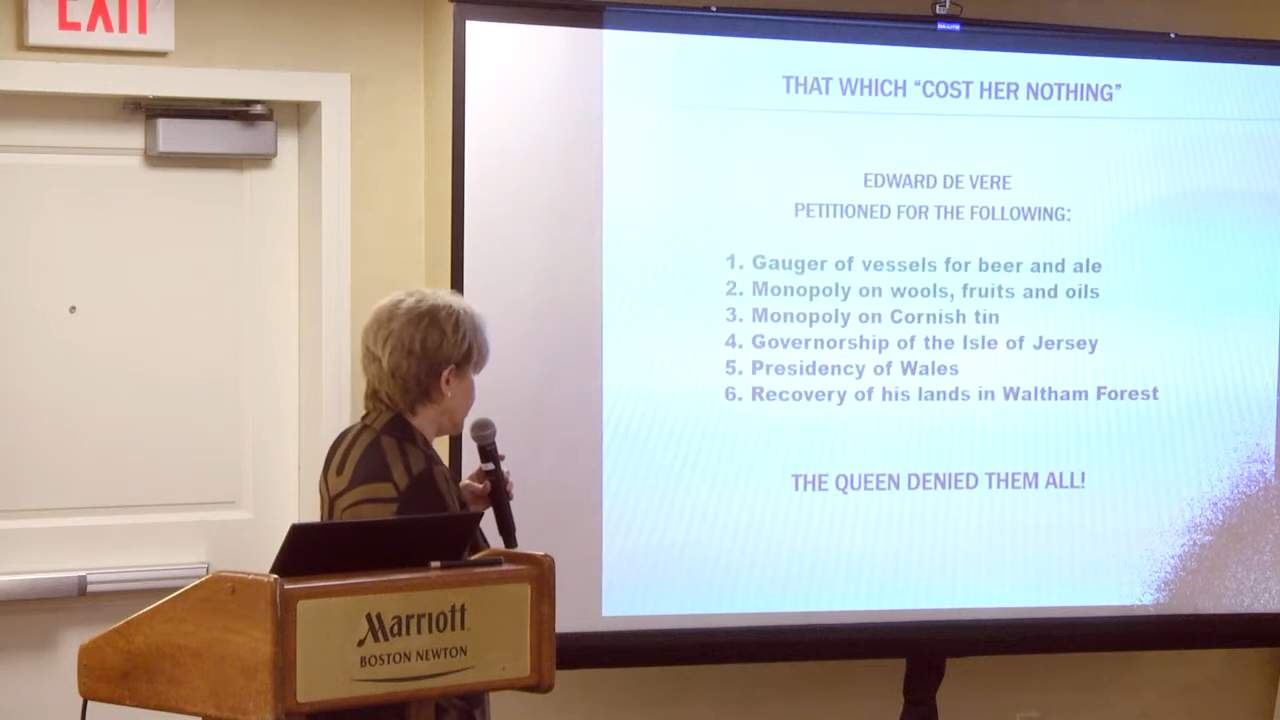 EXIT
THAT WHICH “COST HER NOTHING”
EDWARD DE VERE
PETITIONED FOR THE FOLLOWING:
1. Gauger of vessels for beer and ale
2. Monopoly on wools, fruits and oils
3. Monopoly on Cornish tin
4. Governorship of the Isle of Jersey
5. Presidency of Wales
6. Recovery of his lands in Waltham Forest
THE QUEEN DENIED THEM ALL!
Marriott
BOSTON NEWTON